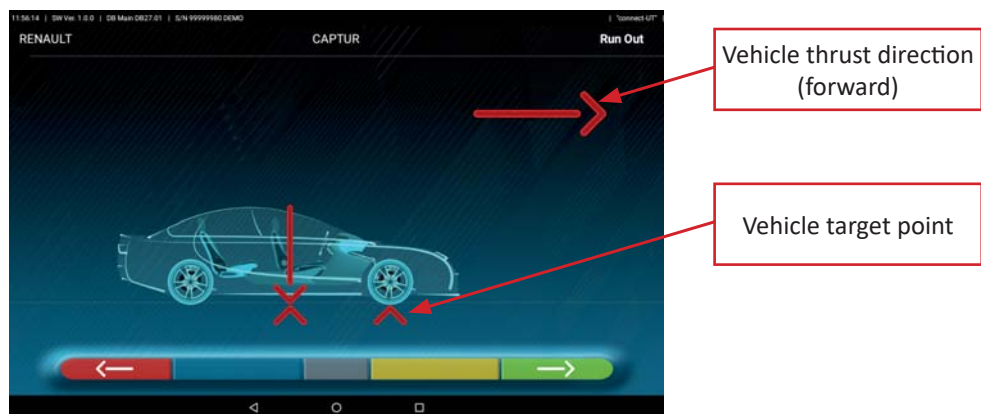 11:56:14 | SW Ver. 1.0.0 | DB Main DB27.01 | S/N 99999980 DEMO | "connect-UT" |
RENAULT CAPTUR Run Out
Vehicle thrust direction
(forward)
Vehicle target point